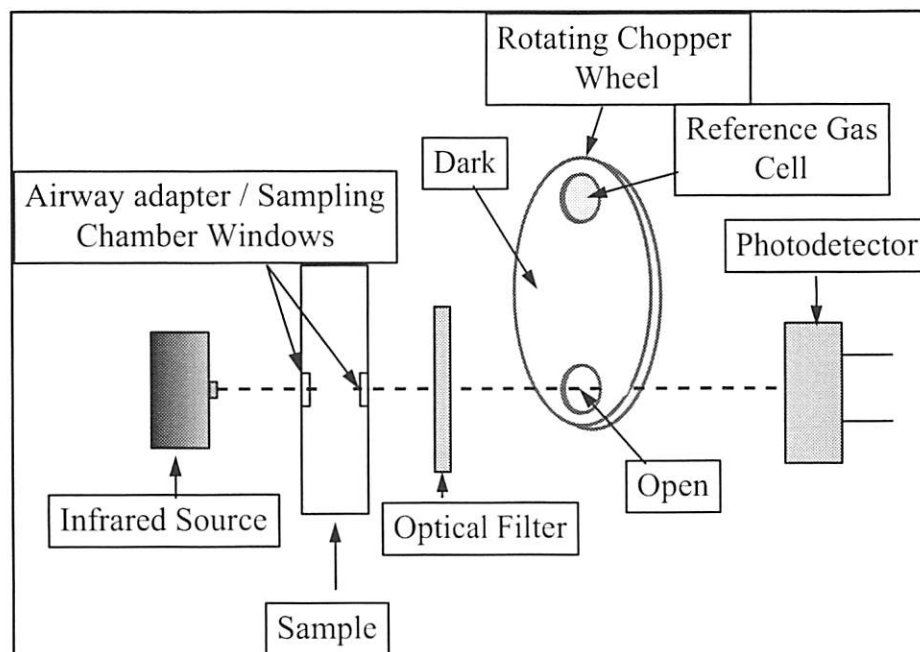 Rotating Chopper
Wheel
Reference Gas
Cell
Dark
Airway adapter / Sampling
Chamber Windows
Photodetector
Open
Infrared Source
Optical Filter
Sample